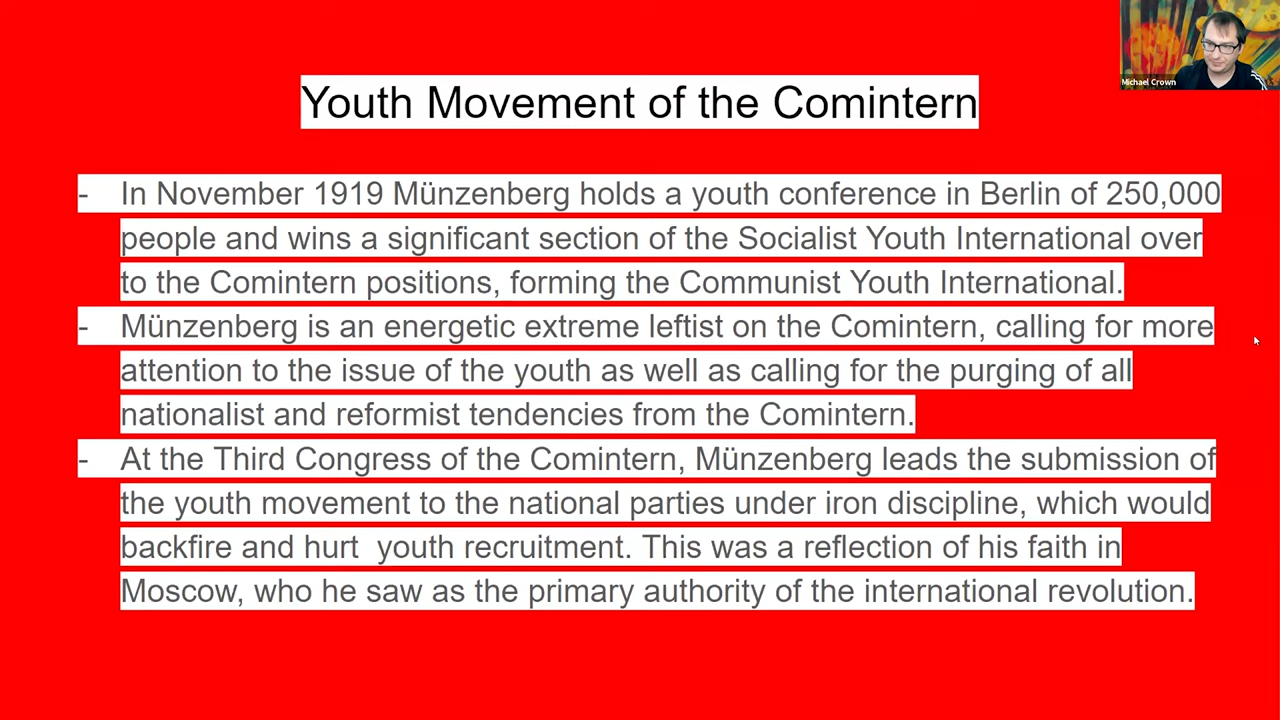 Michael Crown
Youth Movement of the Comintern
- In November 1919 Münzenberg holds a youth conference in Berlin of 250,000
people and wins a significant section of the Socialist Youth International over
to the Comintern positions, forming the Communist Youth International.
- Münzenberg is an energetic extreme leftist on the Comintern, calling for more
attention to the issue of the youth as well as calling for the purging of all
nationalist and reformist tendencies from the Comintern.
- At the Third Congress of the Comintern, Münzenberg leads the submission of
the youth movement to the national parties under iron discipline, which would
backfire and hurt  youth recruitment. This was a reflection of his faith in
Moscow, who he saw as the primary authority of the international revolution.